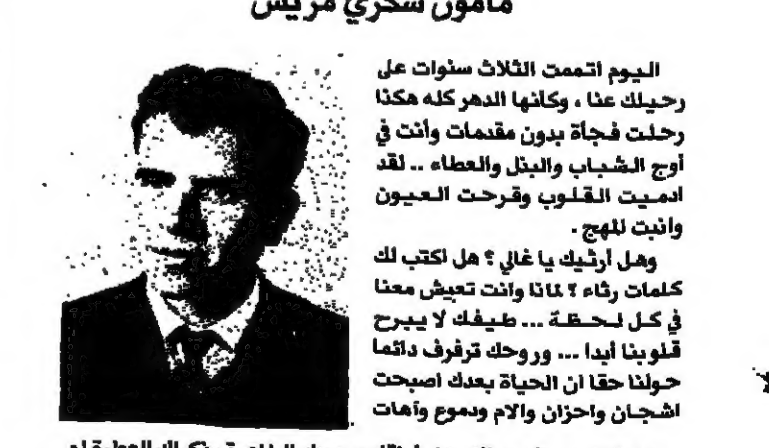 مأمون شكري مريش
اليوم أتممت الثلاث سنوات على
رحيلك عنا ، وكأنها الدهر كله هكذا
رحلت فجأة بدون مقدمات وأنت في
أوج الشباب والبذل والعطاء .. لقد
ادميت القلوب وقرحت العيون
وانبت المهج .
وهل أرثيك يا غالي ؟ هل اكتب لك
كلمات رثاء ؟ لماذا وانت تعيش معنا
في كل لحظة ... طيفك لا يبرح
قلوبنا أبدا ... وروحك ترفرف دائما
حولنا حقا ان الحياة بعدك اصبحت
اشجان واحزان والام ودموع وآهات